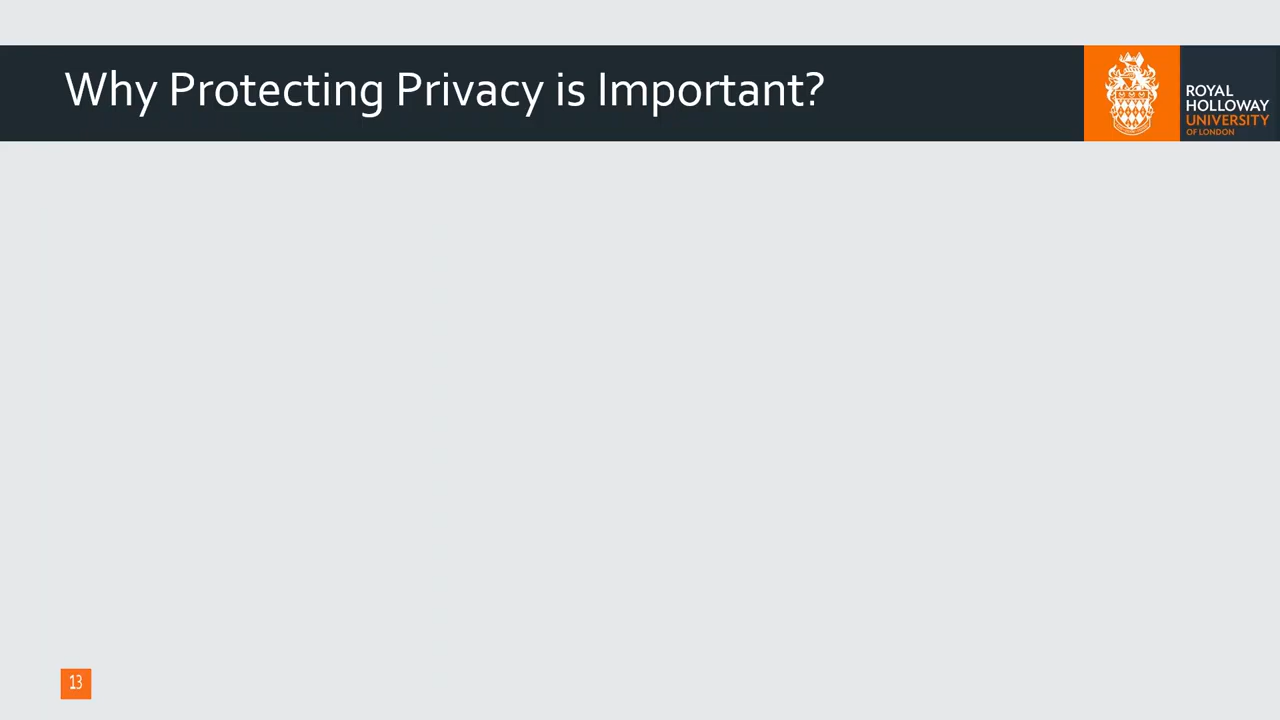 Why Protecting Privacy is Important?
ROYAL
HOLLOWAY
UNIVERSITY
OF LONDON
13